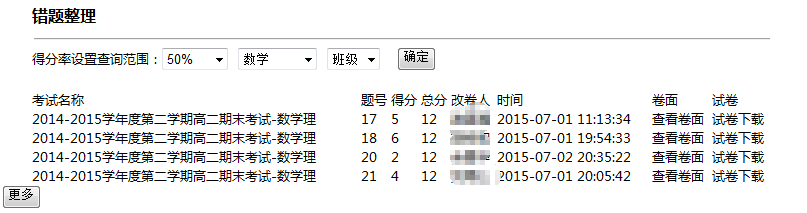 错题整理
得分率设置查询范围：50% 数学 班级 确定
考试名称 题号 得分 总分 改卷人 时间 卷面 试卷
2014-2015学年度第二学期高二期末考试-数学理 17 5 12 2015-07-01 11:13:34 查看卷面 试卷下载
2014-2015学年度第二学期高二期末考试-数学理 18 6 12 2015-07-01 19:54:33 查看卷面 试卷下载
2014-2015学年度第二学期高二期末考试-数学理 20 2 12 2015-07-02 20:35:22 查看卷面 试卷下载
2014-2015学年度第二学期高二期末考试-数学理 21 4 12 2015-07-01 20:05:42 查看卷面 试卷下载
更多